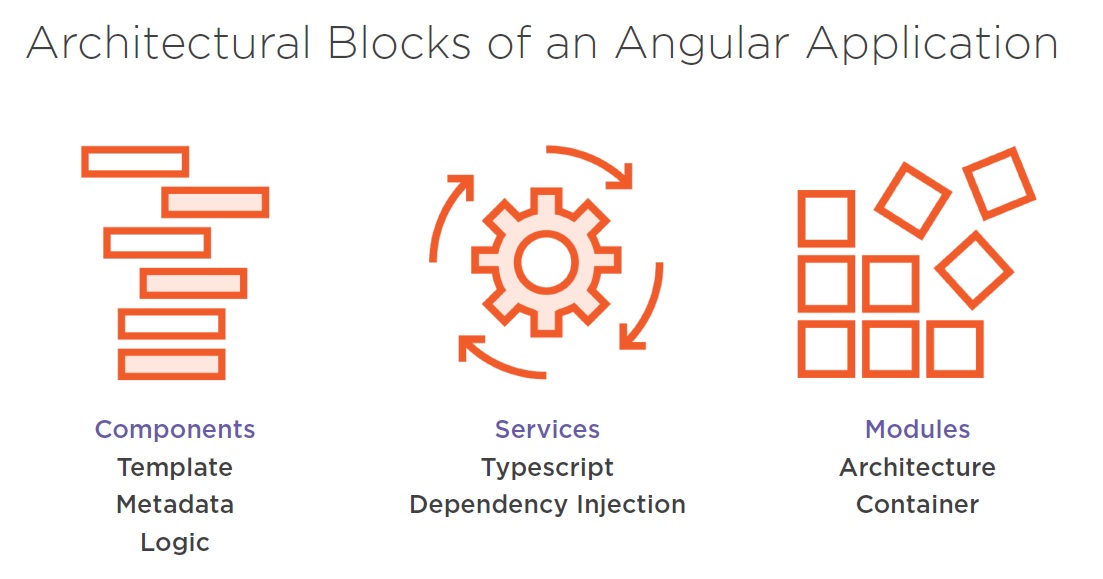 Architectural Blocks of an Angular Application
Components
Template
Metadata
Logic
Services
Typescript
Dependency Injection
Modules
Architecture
Container